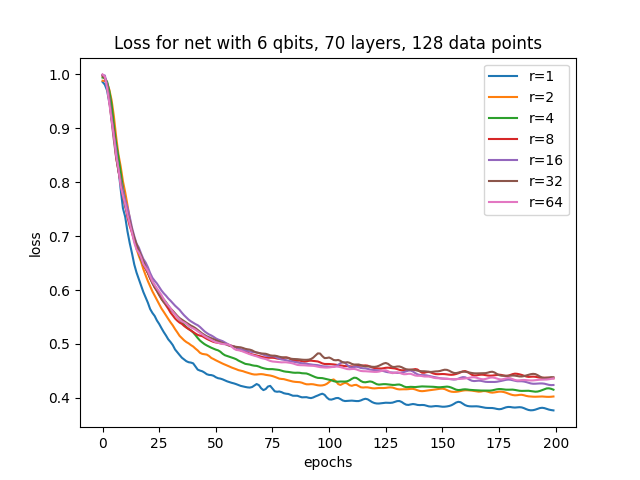 Loss for net with 6 qbits, 70 layers, 128 data points
1.0
0.9
0.8
0.7
0.6
0.5
0.4
loss
r=1
r=2
r=4
r=8
r=16
r=32
r=64
0 25 50 75 100 125 150 175 200
epochs